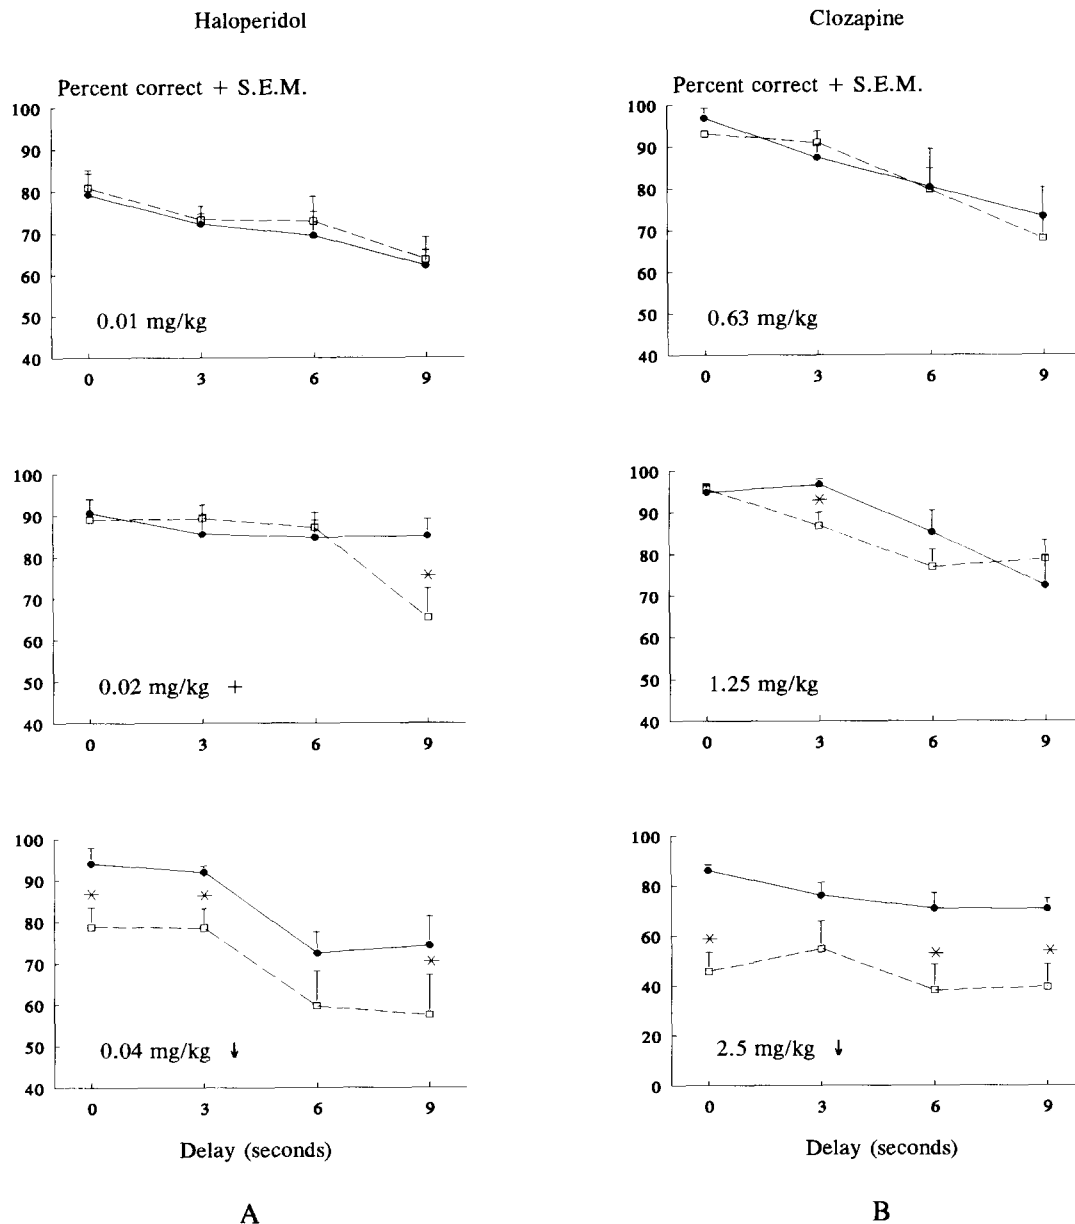 Haloperidol
Percent correct + S.E.M.
100
90
80
70
60
50
40
0.01 mg/kg
0 3 6 9
100
90
80
70
60
50
40
0.02 mg/kg +
0 3 6 9
100
90
80
70
60
50
40
0.04 mg/kg ↓
0 3 6 9
Delay (seconds)
A
Clozapine
Percent correct + S.E.M.
100
90
80
70
60
50
40
0.63 mg/kg
0 3 6 9
100
90
80
70
60
50
40
1.25 mg/kg
0 3 6 9
100
80
60
40
20
0
2.5 mg/kg ↓
0 3 6 9
Delay (seconds)
B